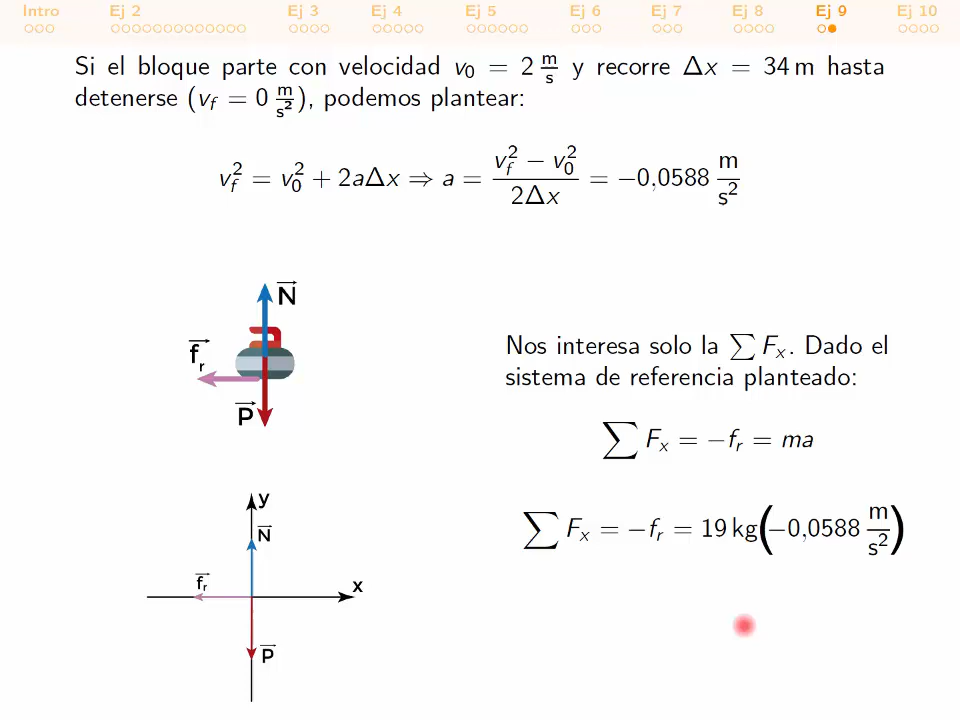 Intro Ej 2 Ej 3 Ej 4 Ej 5 Ej 6 Ej 7 Ej 8 Ej 9 Ej 10
Si el bloque parte con velocidad v₀ = 2 m/s y recorre Δx = 34 m hasta
detenerse (v_f = 0 m/s²), podemos plantear:
v_f² = v₀² + 2aΔx ⇒ a = (v_f² − v₀²)/(2Δx) = −0,0588 m/s²
N
f_r
P
Nos interesa solo la ∑ F_x. Dado el
sistema de referencia planteado:
∑ F_x = −f_r = ma
∑ F_x = −f_r = 19 kg(−0,0588 m/s²)
y
N
f_r
x
P